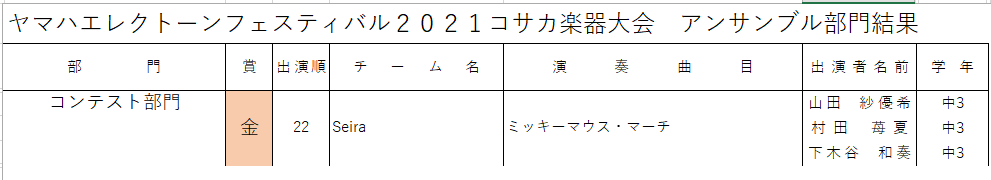 ヤマハエレクトーンフェスティバル２０２１コサカ楽器大会　アンサンブル部門結果
部門 賞 出演順 チーム名 演奏曲目 出演者名前 学年
コンテスト部門 金 22 Seira ミッキーマウス・マーチ 山田　紗優希 中3
村田　苺夏 中3
下木谷　和奏 中3